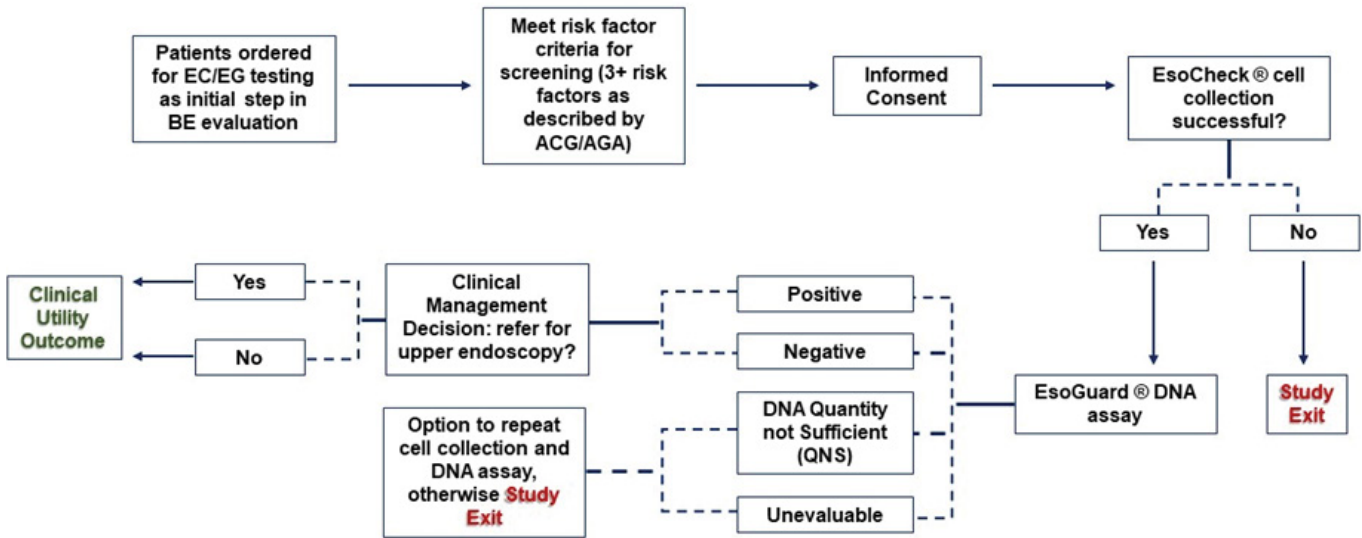 Patients ordered
for EC/EG testing
as initial step in
BE evaluation
Meet risk factor
criteria for
screening (3+ risk
factors as
described by
ACG/AGA)
Informed
Consent
EsoCheck ® cell
collection
successful?
Yes
No
EsoGuard ® DNA
assay
Study
Exit
Positive
Negative
DNA Quantity
not Sufficient
(QNS)
Unevaluable
Clinical
Management
Decision: refer for
upper endoscopy?
Yes
No
Clinical
Utility
Outcome
Option to repeat
cell collection and
DNA assay,
otherwise Study
Exit